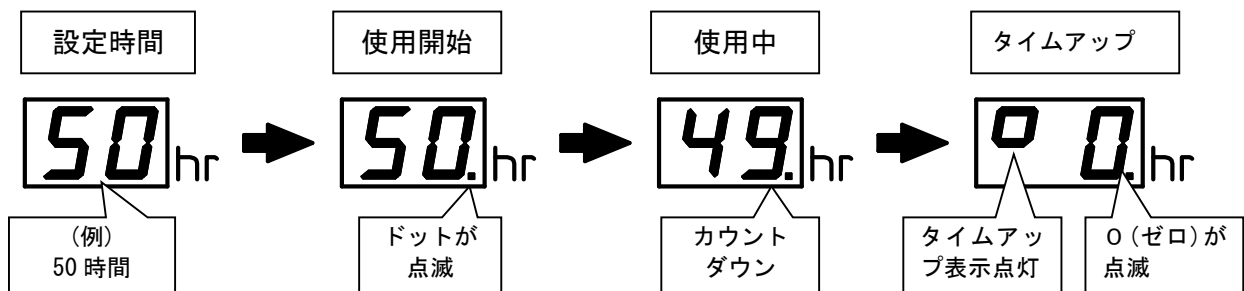 設定時間
使用開始
使用中
タイムアップ
50 hr
50. hr
49. hr
o 0. hr
(例)
50 時間
ドットが
点滅
カウント
ダウン
タイムアッ
プ表示点灯
0(ゼロ)が
点滅